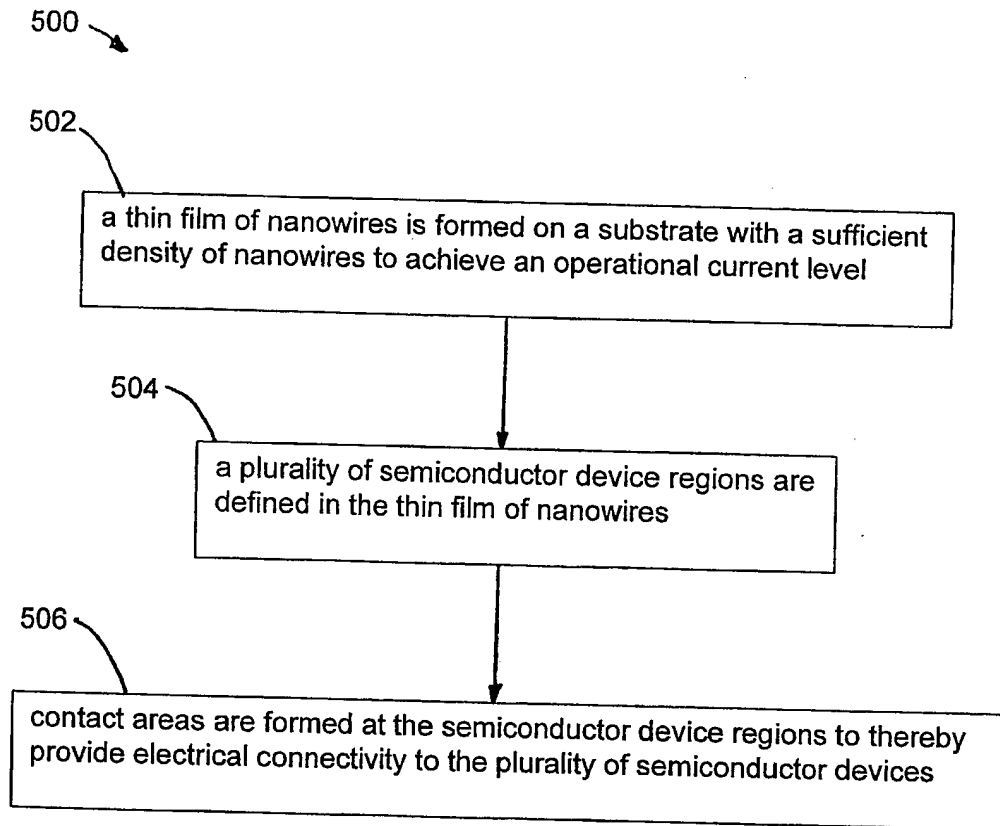 500
502
a thin film of nanowires is formed on a substrate with a sufficient
density of nanowires to achieve an operational current level
504
a plurality of semiconductor device regions are
defined in the thin film of nanowires
506
contact areas are formed at the semiconductor device regions to thereby
provide electrical connectivity to the plurality of semiconductor devices